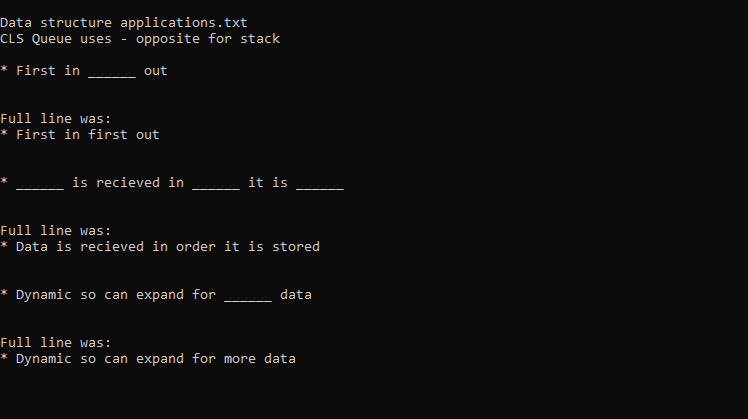 Data structure applications.txt
CLS Queue uses - opposite for stack
* First in ______ out
Full line was:
* First in first out
* ______ is recieved in ______ it is ______
Full line was:
* Data is recieved in order it is stored
* Dynamic so can expand for ______ data
Full line was:
* Dynamic so can expand for more data